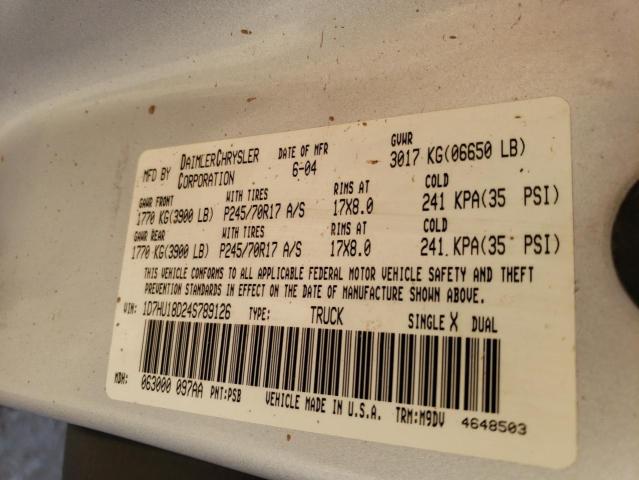 MFD BY DAIMLERCHRYSLER CORPORATION DATE OF MFR 6-04 GVWR 3017 KG(06650 LB)
GAWR FRONT WITH TIRES RIMS AT COLD
1770 KG(3900 LB) P245/70R17 A/S 17X8.0 241 KPA(35 PSI)
GAWR REAR WITH TIRES RIMS AT COLD
1770 KG(3900 LB) P245/70R17 A/S 17X8.0 241 KPA(35 PSI)
THIS VEHICLE CONFORMS TO ALL APPLICABLE FEDERAL MOTOR VEHICLE SAFETY AND THEFT
PREVENTION STANDARDS IN EFFECT ON THE DATE OF MANUFACTURE SHOWN ABOVE.
VIN: 1D7HU18D24S789126 TYPE: TRUCK SINGLE X DUAL
MDH: 063000 097AA PNT:PSB VEHICLE MADE IN U.S.A. TRM:M9DV 4648503